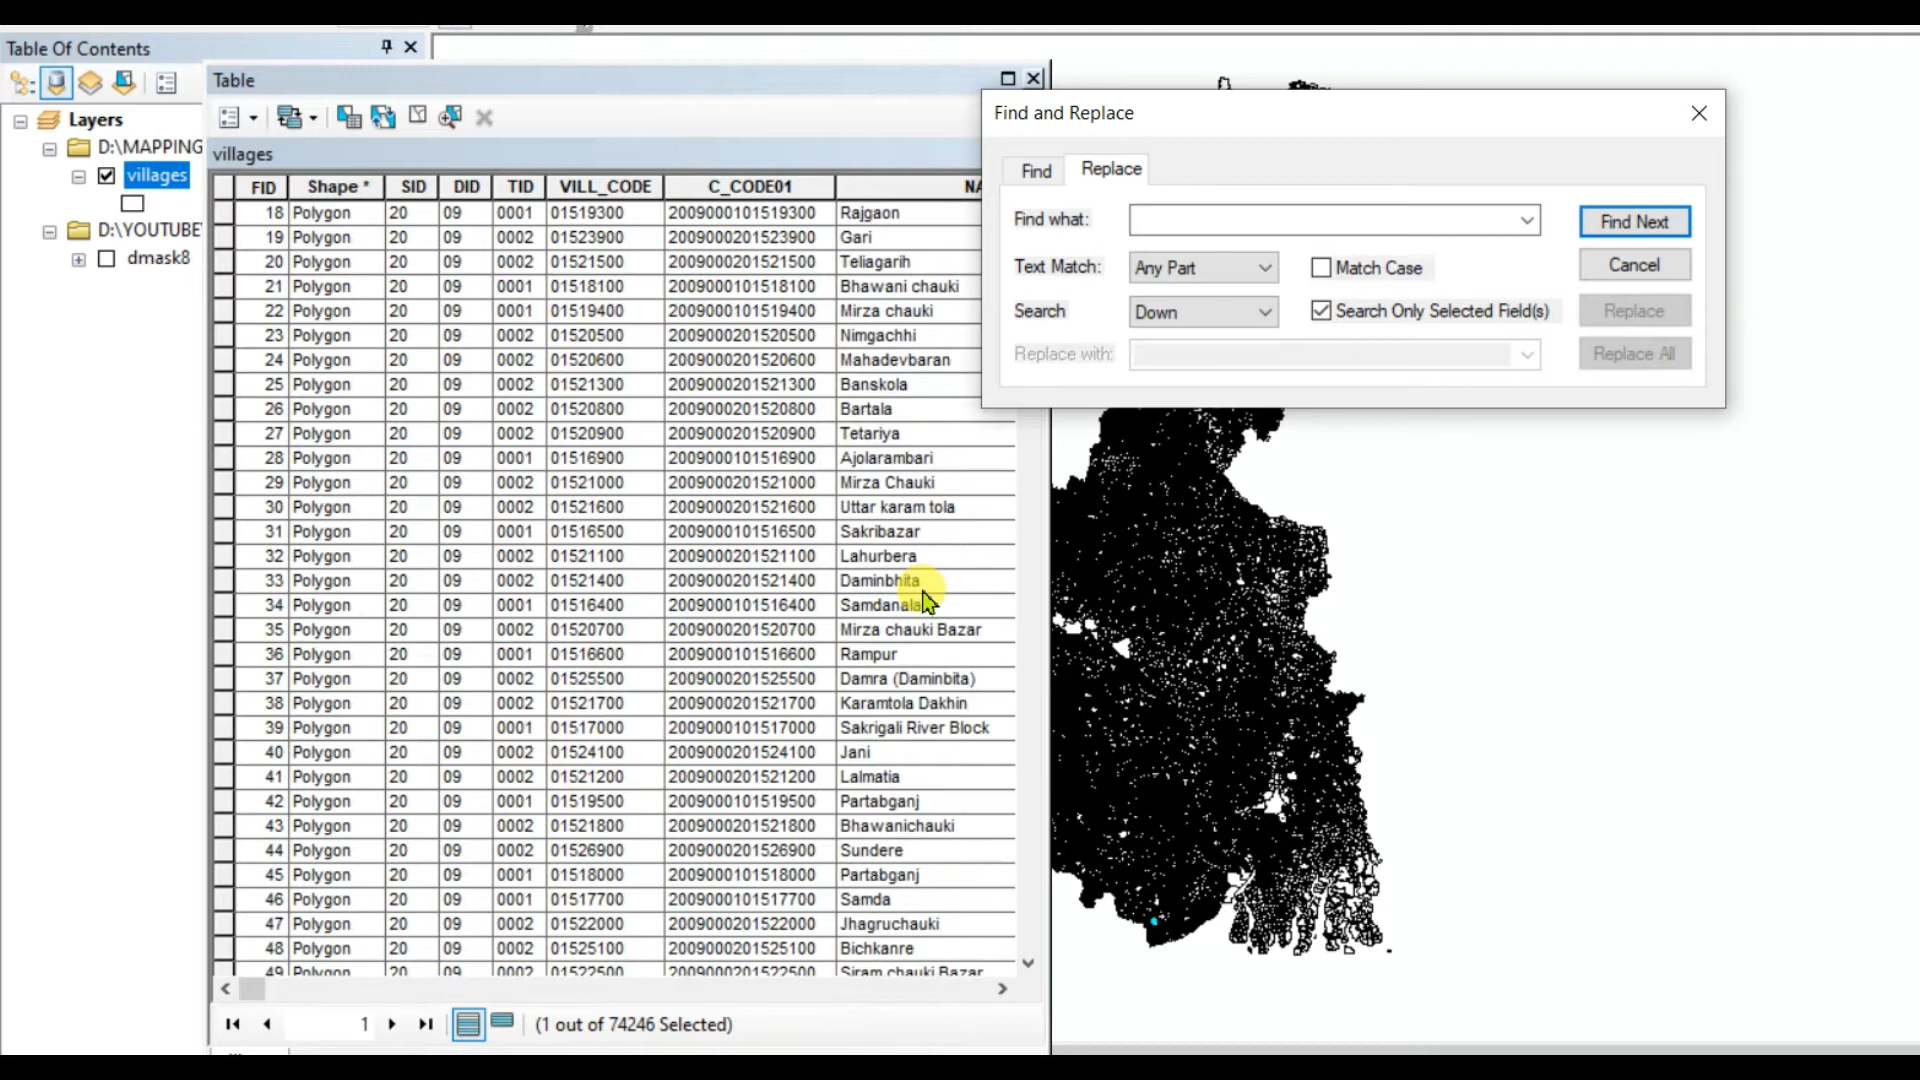 Table Of Contents
Layers
D:\MAPPING
villages
D:\YOUTUBE
dmask8
Table
villages
FID Shape * SID DID TID VILL_CODE C_CODE01 NA
18 Polygon 20 09 0001 01519300 2009000101519300 Rajgaon
19 Polygon 20 09 0002 01523900 2009000201523900 Gari
20 Polygon 20 09 0002 01521500 2009000201521500 Teliagarih
21 Polygon 20 09 0001 01518100 2009000101518100 Bhawani chauki
22 Polygon 20 09 0001 01519400 2009000101519400 Mirza chauki
23 Polygon 20 09 0002 01520500 2009000201520500 Nimgachhi
24 Polygon 20 09 0002 01520600 2009000201520600 Mahadevbaran
25 Polygon 20 09 0002 01521300 2009000201521300 Banskola
26 Polygon 20 09 0002 01520800 2009000201520800 Bartala
27 Polygon 20 09 0002 01520900 2009000201520900 Tetariya
28 Polygon 20 09 0001 01516900 2009000101516900 Ajolarambari
29 Polygon 20 09 0002 01521000 2009000201521000 Mirza Chauki
30 Polygon 20 09 0002 01521600 2009000201521600 Uttar karam tola
31 Polygon 20 09 0001 01516500 2009000101516500 Sakribazar
32 Polygon 20 09 0002 01521100 2009000201521100 Lahurbera
33 Polygon 20 09 0002 01521400 2009000201521400 Daminbhita
34 Polygon 20 09 0001 01516400 2009000101516400 Samdanala
35 Polygon 20 09 0002 01520700 2009000201520700 Mirza chauki Bazar
36 Polygon 20 09 0001 01516600 2009000101516600 Rampur
37 Polygon 20 09 0002 01525500 2009000201525500 Damra (Daminbita)
38 Polygon 20 09 0002 01521700 2009000201521700 Karamtola Dakhin
39 Polygon 20 09 0001 01517000 2009000101517000 Sakrigali River Block
40 Polygon 20 09 0002 01524100 2009000201524100 Jani
41 Polygon 20 09 0002 01521200 2009000201521200 Lalmatia
42 Polygon 20 09 0001 01519500 2009000101519500 Partabganj
43 Polygon 20 09 0002 01521800 2009000201521800 Bhawanichauki
44 Polygon 20 09 0002 01526900 2009000201526900 Sundere
45 Polygon 20 09 0001 01518000 2009000101518000 Partabganj
46 Polygon 20 09 0001 01517700 2009000101517700 Samda
47 Polygon 20 09 0002 01522000 2009000201522000 Jhagruchauki
48 Polygon 20 09 0002 01525100 2009000201525100 Bichkanre
49 Polygon 20 09 0002 01522500 2009000201522500 Siram chauki Bazar
1 (1 out of 74246 Selected)
Find and Replace
Find Replace
Find what: Find Next
Text Match: Any Part Match Case Cancel
Search Down Search Only Selected Field(s) Replace
Replace with: Replace All